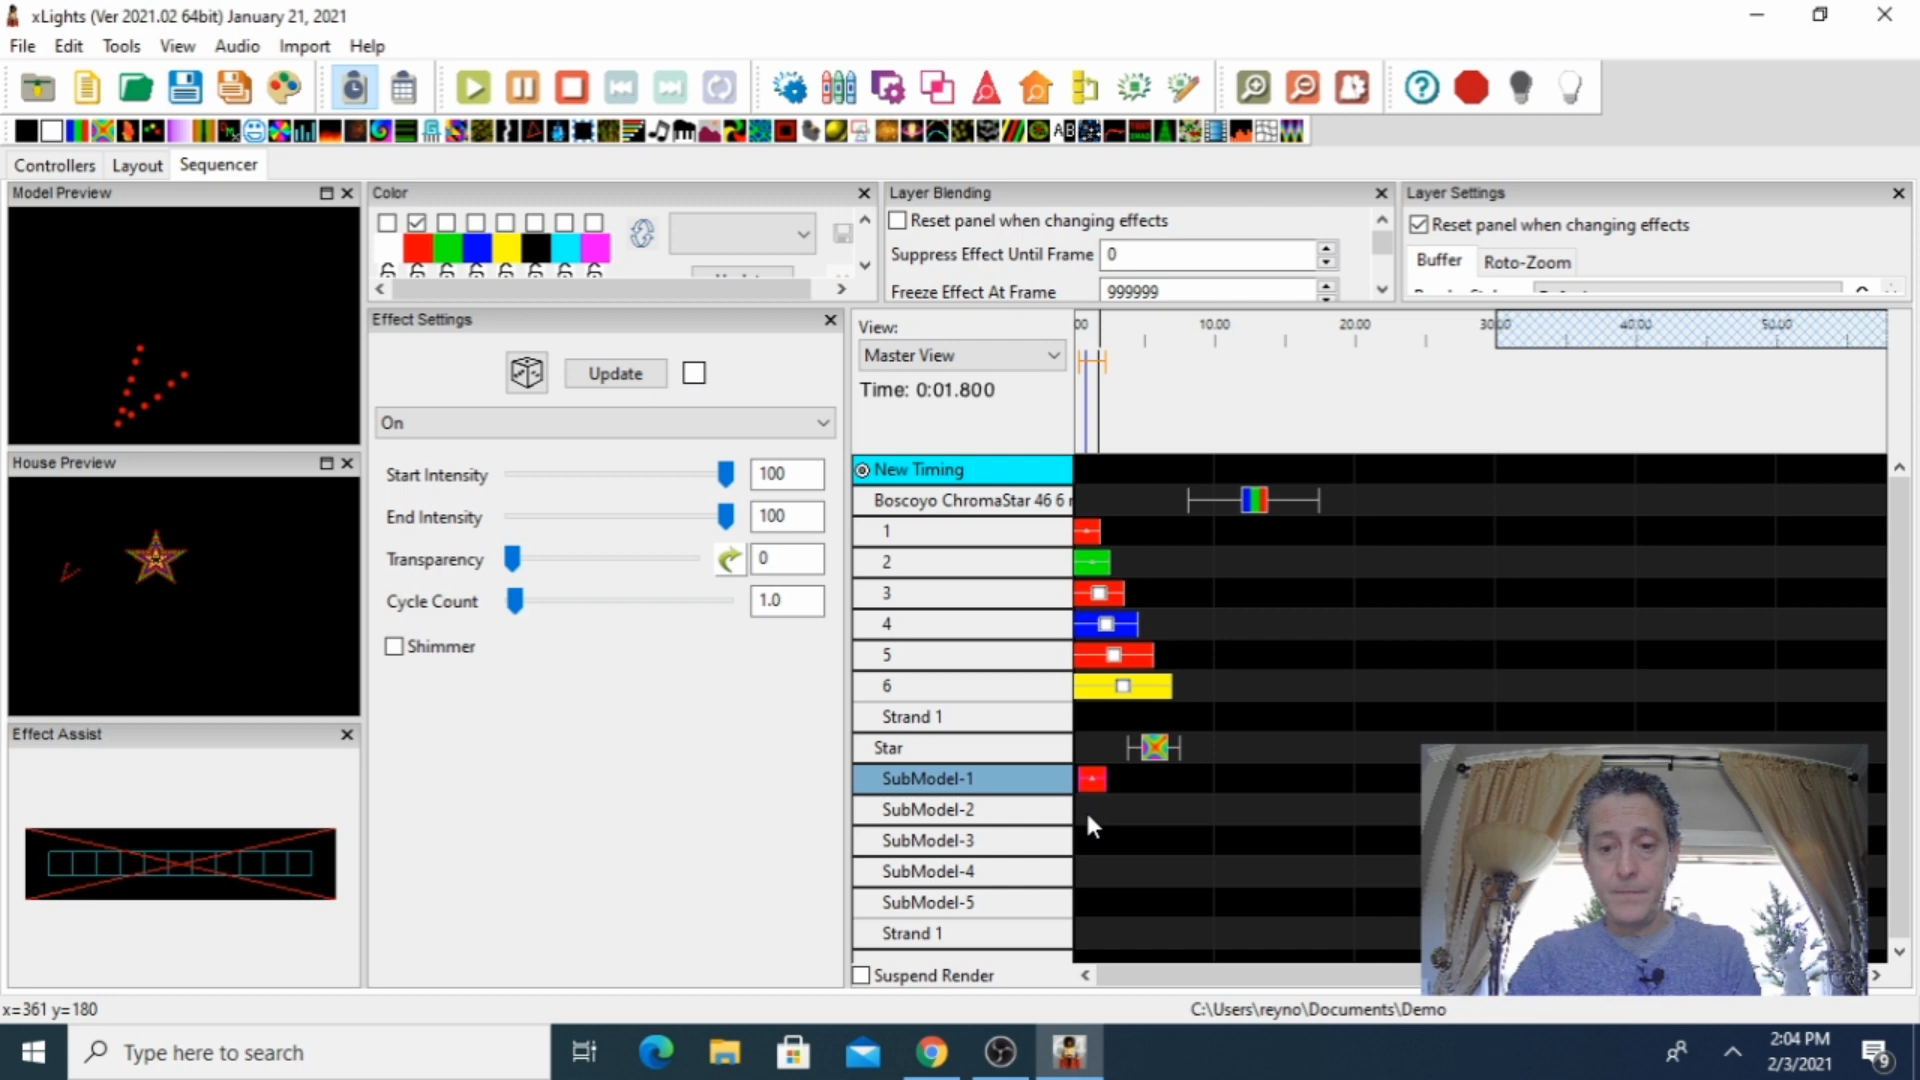 xLights (Ver 2021.02 64bit) January 21, 2021
File Edit Tools View Audio Import Help
Controllers Layout Sequencer
Model Preview
Color
Layer Blending
Layer Settings
Reset panel when changing effects
Reset panel when changing effects
Suppress Effect Until Frame 0
Buffer Roto-Zoom
Freeze Effect At Frame 999999
Effect Settings
Update
On
Start Intensity 100
End Intensity 100
Transparency 0
Cycle Count 1.0
Shimmer
View:
Master View
Time: 0:01.800
10.00 20.00 30.00 40.00 50.00
House Preview
Effect Assist
New Timing
Boscoyo ChromaStar 46 6
1
2
3
4
5
6
Strand 1
Star
SubModel-1
SubModel-2
SubModel-3
SubModel-4
SubModel-5
Strand 1
Suspend Render
x=361 y=180
C:\Users\reyno\Documents\Demo
Type here to search
2:04 PM
2/3/2021
9